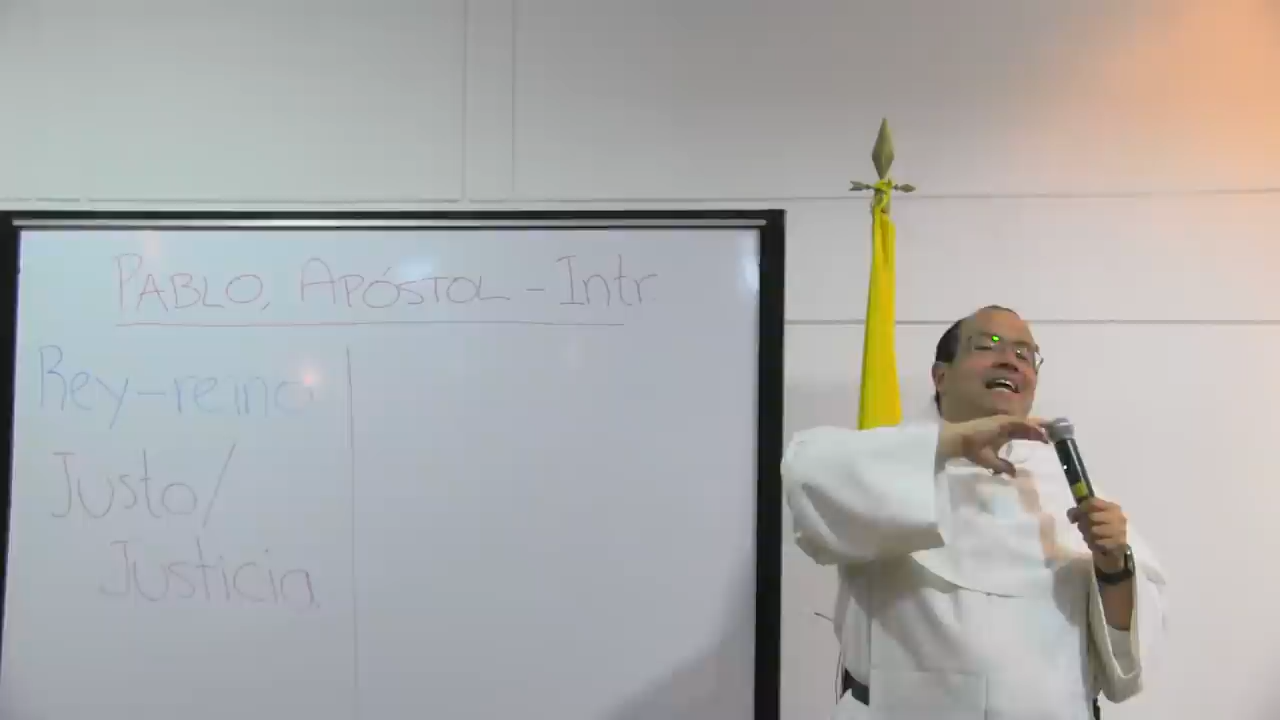 PABLO, APÓSTOL - Intr.
Rey-reino
Justo/
Justicia